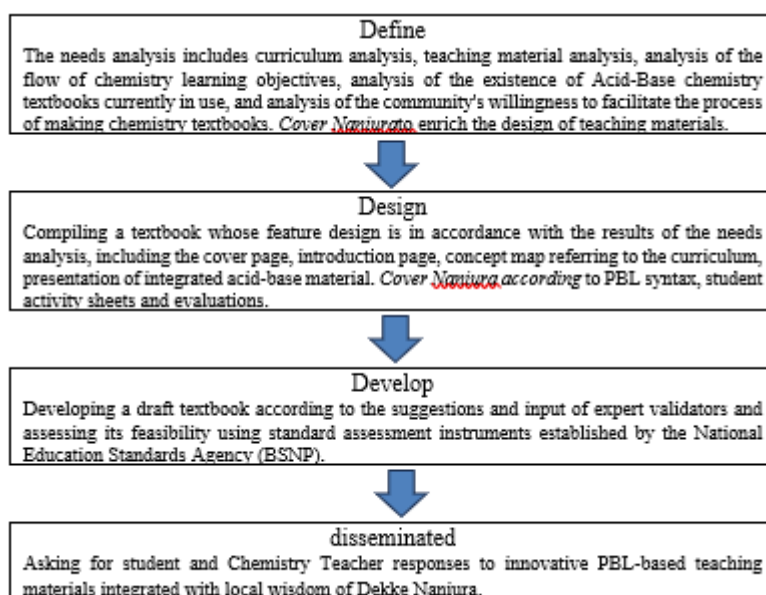 Define
The needs analysis includes curriculum analysis, teaching material analysis, analysis of the
flow of chemistry learning objectives, analysis of the existence of Acid-Base chemistry
textbooks currently in use, and analysis of the community's willingness to facilitate the process
of making chemistry textbooks. Cover Naniurato enrich the design of teaching materials.
Design
Compiling a textbook whose feature design is in accordance with the results of the needs
analysis, including the cover page, introduction page, concept map referring to the curriculum,
presentation of integrated acid-base material. Cover Naniura according to PBL syntax, student
activity sheets and evaluations.
Develop
Developing a draft textbook according to the suggestions and input of expert validators and
assessing its feasibility using standard assessment instruments established by the National
Education Standards Agency (BSNP).
disseminated
Asking for student and Chemistry Teacher responses to innovative PBL-based teaching
materials integrated with local wisdom of Dekke Naniura.